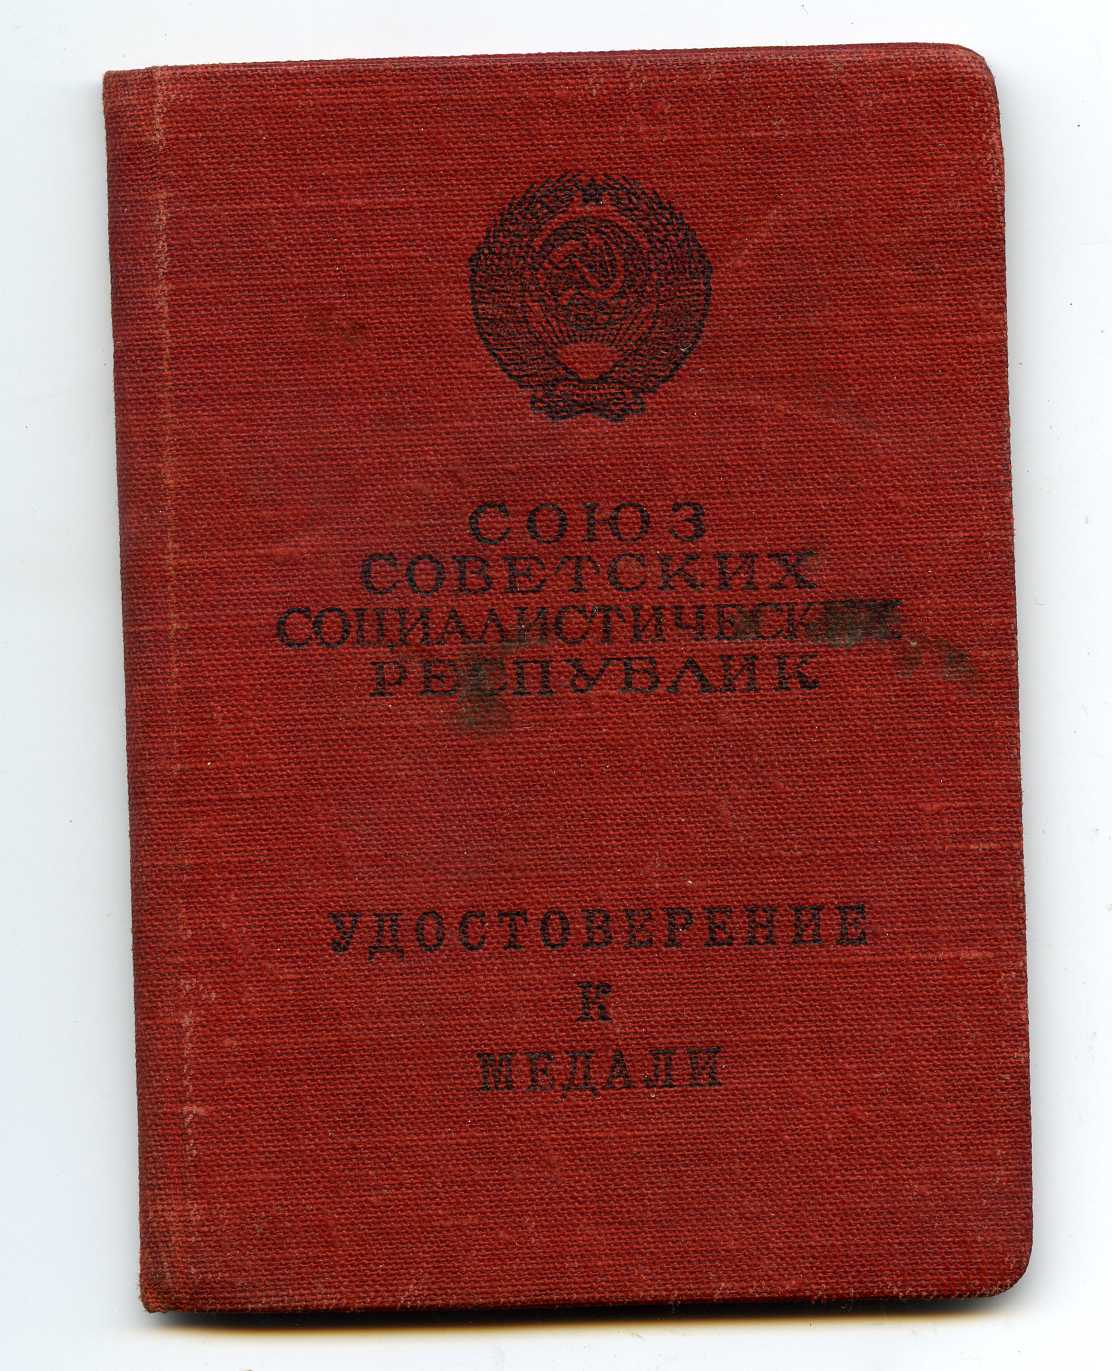 СОЮЗ
СОВЕТСКИХ
СОЦИАЛИСТИЧЕСКИХ
РЕСПУБЛИК
УДОСТОВЕРЕНИЕ
К
МЕДАЛИ